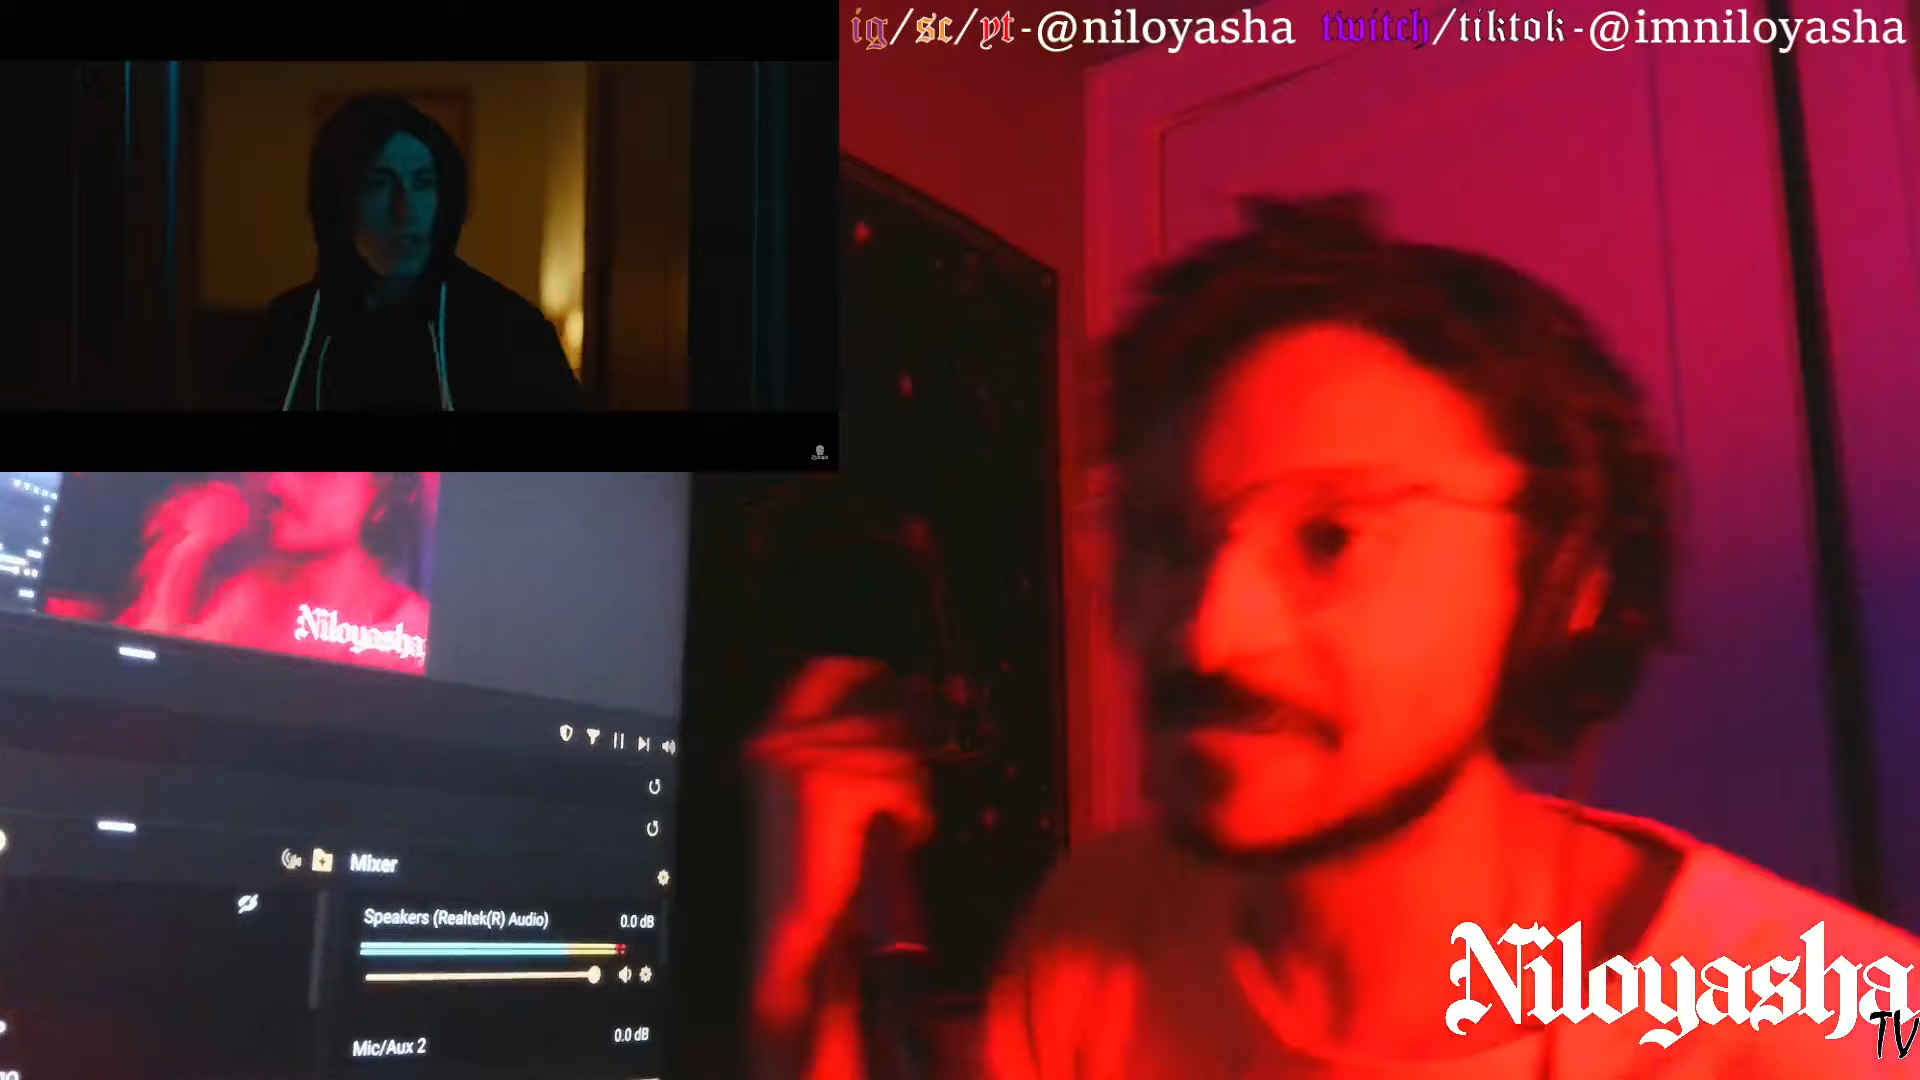 ig/sc/yt-@niloyasha twitch/tiktok-@imniloyasha
Niloyasha
Mixer
Speakers (Realtek(R) Audio) 0.0 dB
Mic/Aux 2 0.0 dB
Niloyasha
TV